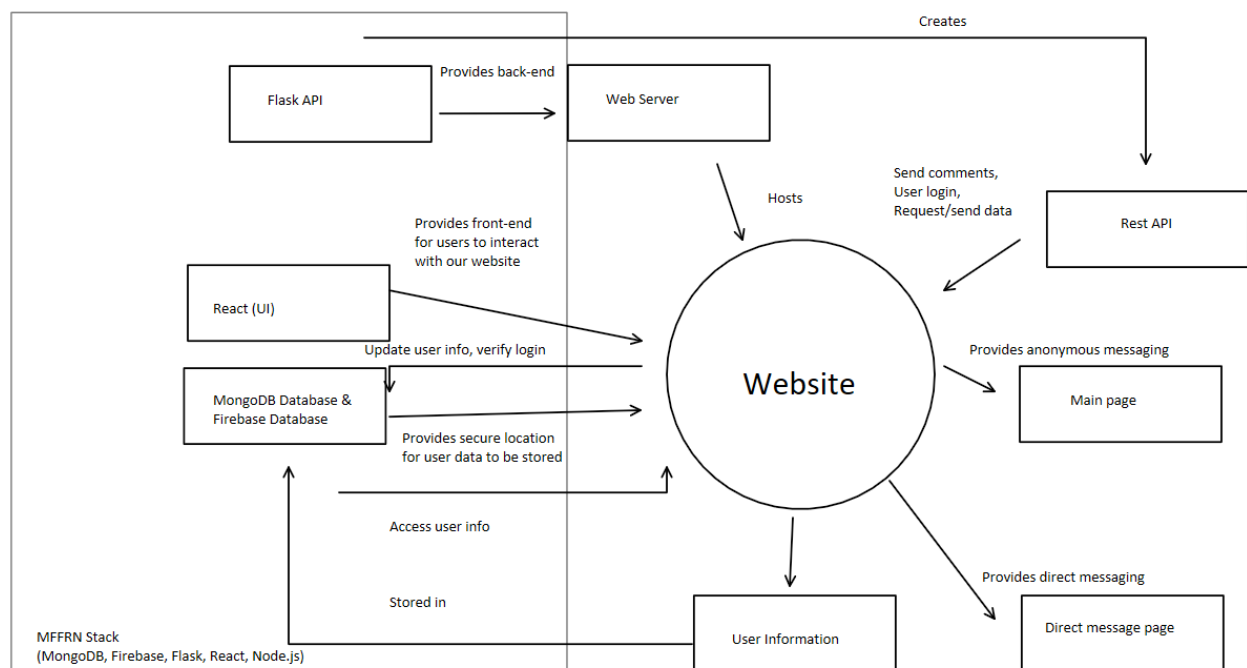 Creates
Provides back-end
Flask API
Web Server
Send comments,
User login,
Request/send data
Hosts
Rest API
Provides front-end
for users to interact
with our website
React (UI)
Update user info, verify login
Provides anonymous messaging
Website
MongoDB Database &
Firebase Database
Main page
Provides secure location
for user data to be stored
Access user info
Provides direct messaging
Stored in
User Information
Direct message page
MFFRN Stack
(MongoDB, Firebase, Flask, React, Node.js)